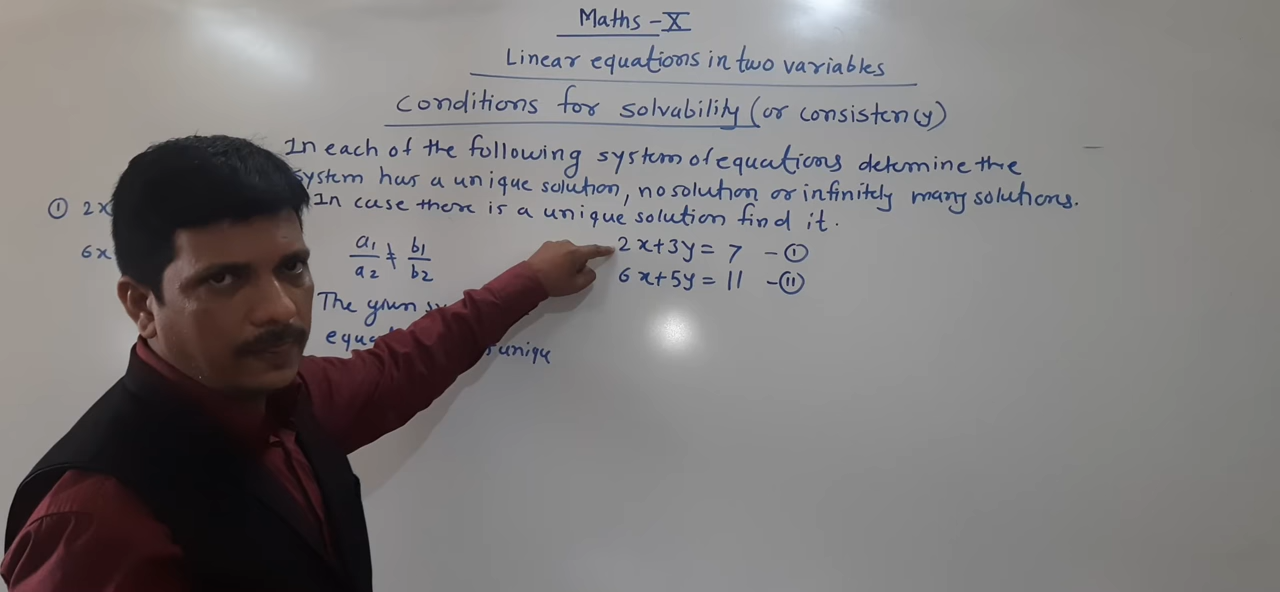 Maths - X
Linear equations in two variables
Conditions for solvability (or consistency)
In each of the following system of equations determine the
system has a unique solution, no solution or infinitely many solutions.
In case there is a unique solution find it.
① 2x
6x
a1/a2 ≠ b1/b2
The given
unique
2x+3y = 7 -①
6x+5y = 11 -⑪